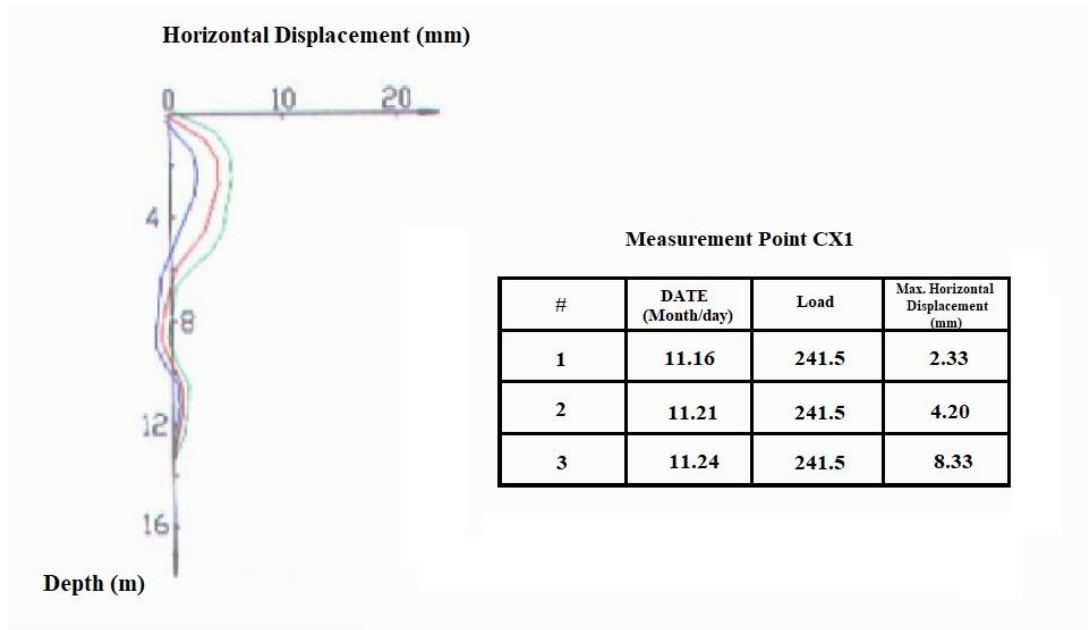 Horizontal Displacement (mm)
0 10 20
4
8
12
16
Depth (m)
Measurement Point CX1
# DATE (Month/day) Load Max. Horizontal Displacement (mm)
1 11.16 241.5 2.33
2 11.21 241.5 4.20
3 11.24 241.5 8.33